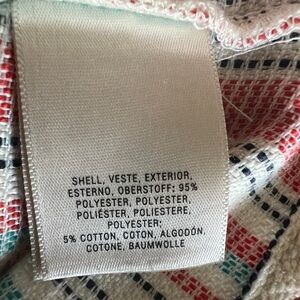 SHELL, VESTE, EXTERIOR,
ESTERNO, OBERSTOFF: 95%
POLYESTER, POLYESTER,
POLIÉSTER, POLIESTERE,
POLYESTER;
5% COTTON, COTON, ALGODÓN,
COTONE, BAUMWOLLE